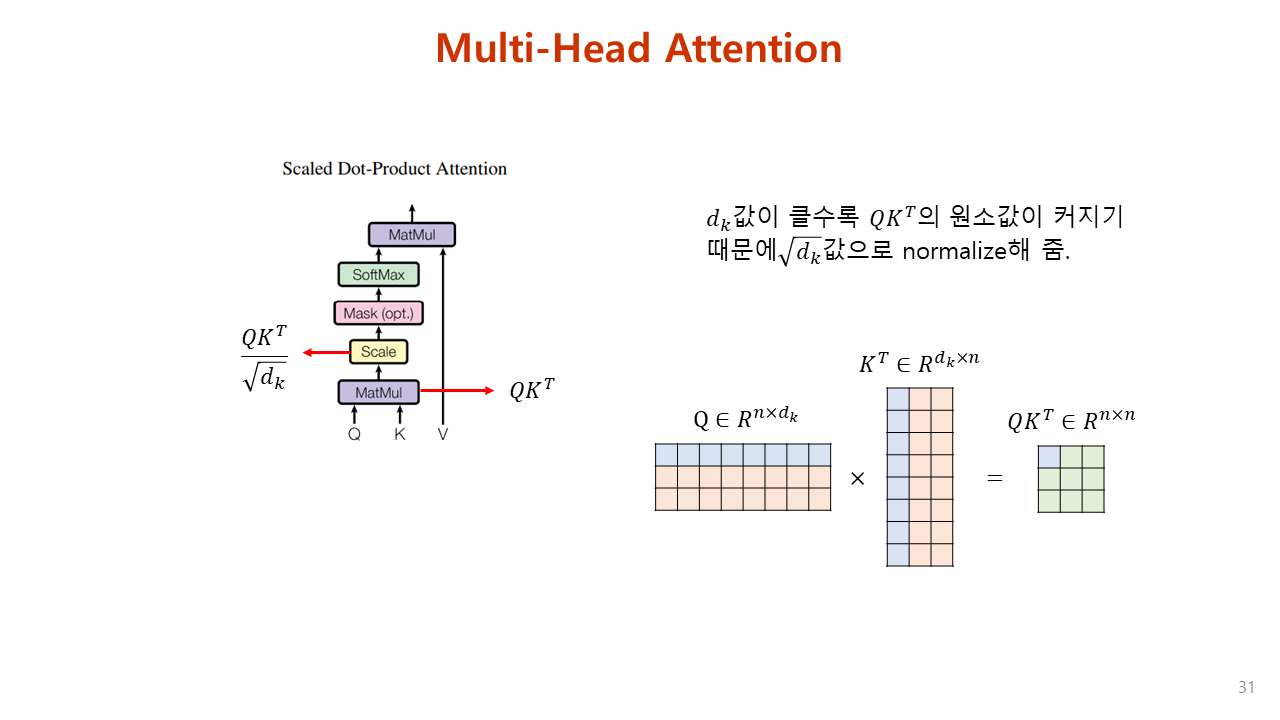 Multi-Head Attention
Scaled Dot-Product Attention
MatMul
SoftMax
Mask (opt.)
Scale
MatMul
Q K V
$\frac{QK^T}{\sqrt{d_k}}$
$QK^T$
$d_k$값이 클수록 $QK^T$의 원소값이 커지기
때문에 $\sqrt{d_k}$값으로 normalize해 줌.
$Q \in R^{n \times d_k}$
×
$K^T \in R^{d_k \times n}$
=
$QK^T \in R^{n \times n}$
31